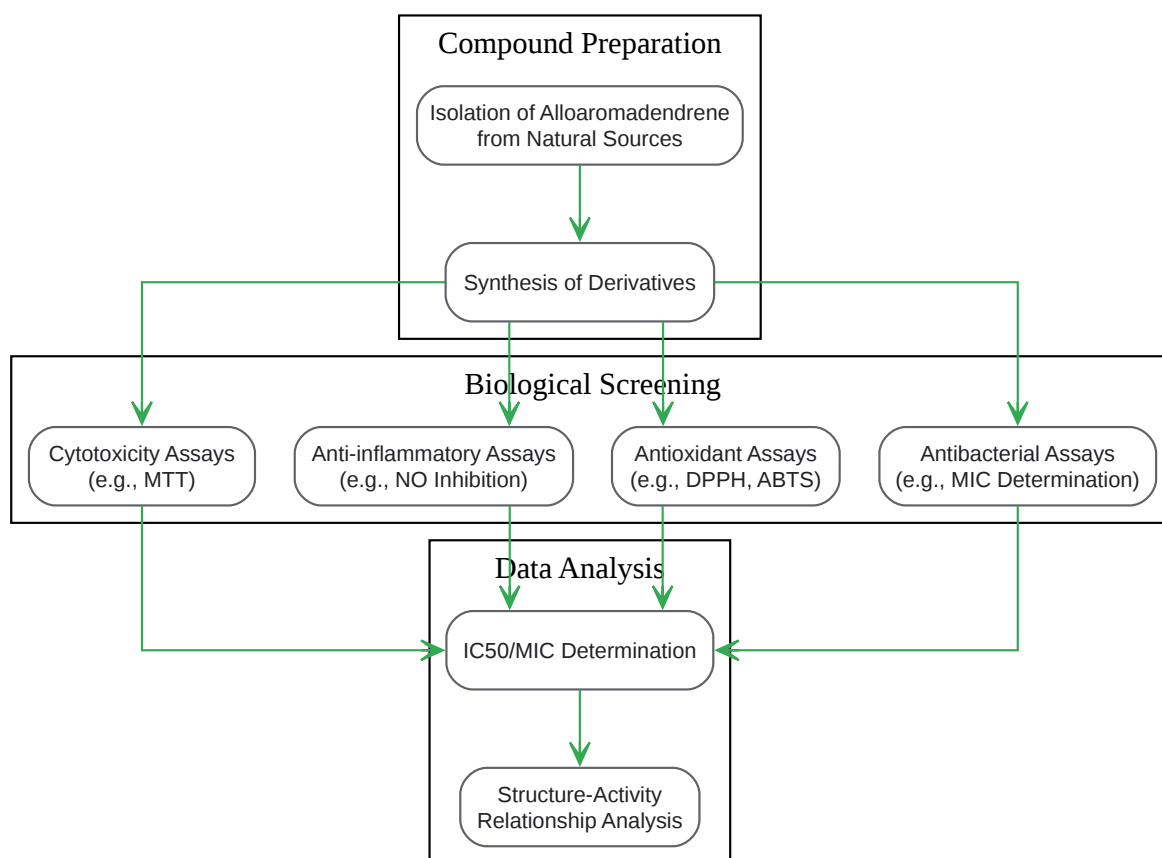 Compound Preparation
Isolation of Alloaromadendrene
from Natural Sources
Synthesis of Derivatives
Biological Screening
Cytotoxicity Assays
(e.g., MTT)
Anti-inflammatory Assays
(e.g., NO Inhibition)
Antioxidant Assays
(e.g., DPPH, ABTS)
Antibacterial Assays
(e.g., MIC Determination)
Data Analysis
IC50/MIC Determination
Structure-Activity
Relationship Analysis